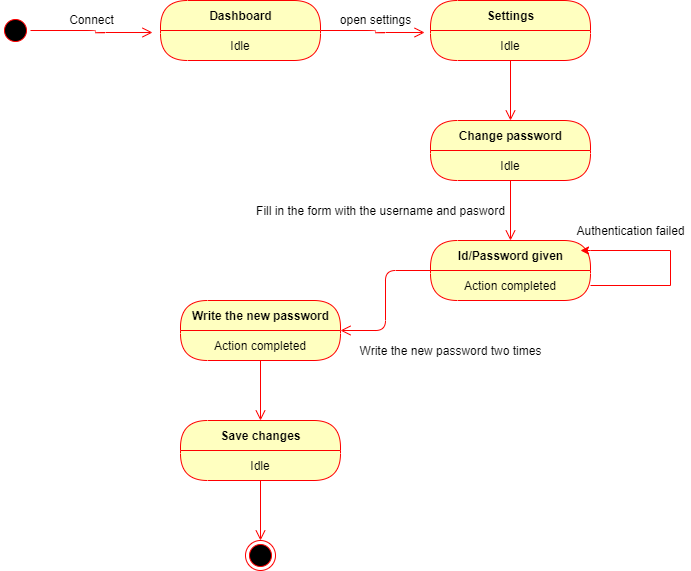 Connect
Dashboard
Idle
open settings
Settings
Idle
Change password
Idle
Fill in the form with the username and pasword
Authentication failed
Id/Password given
Action completed
Write the new password
Action completed
Write the new password two times
Save changes
Idle